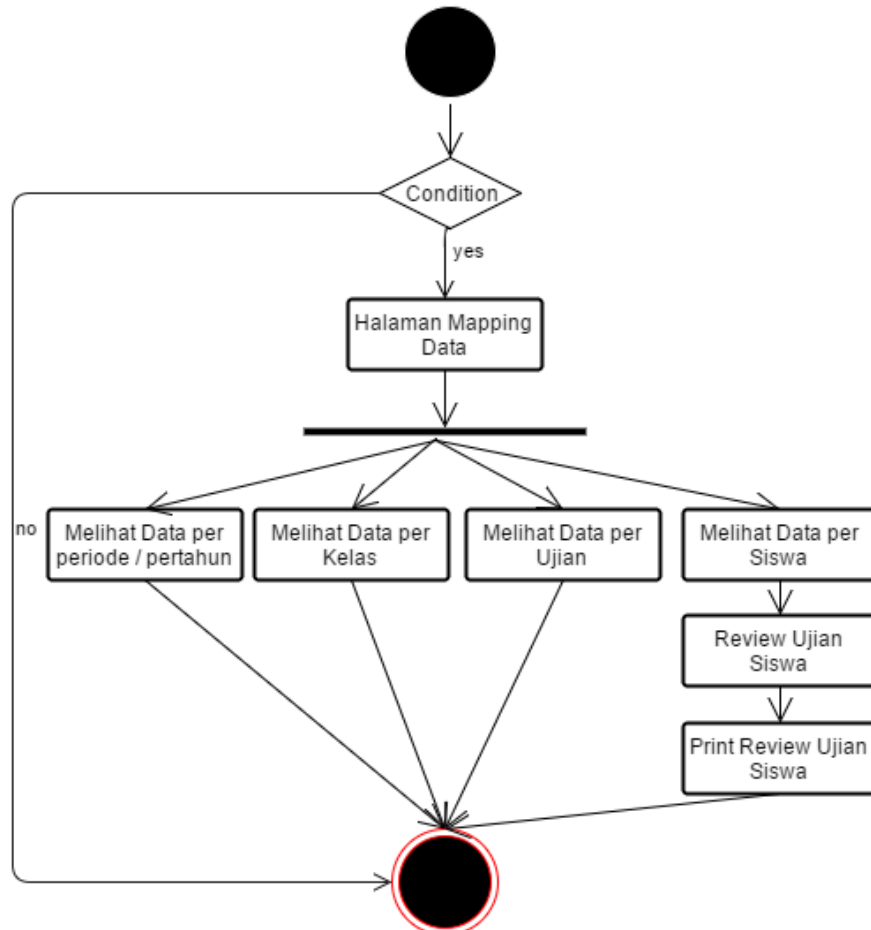 Condition
yes
Halaman Mapping
Data
no
Melihat Data per
periode / pertahun
Melihat Data per
Kelas
Melihat Data per
Ujian
Melihat Data per
Siswa
Review Ujian
Siswa
Print Review Ujian
Siswa